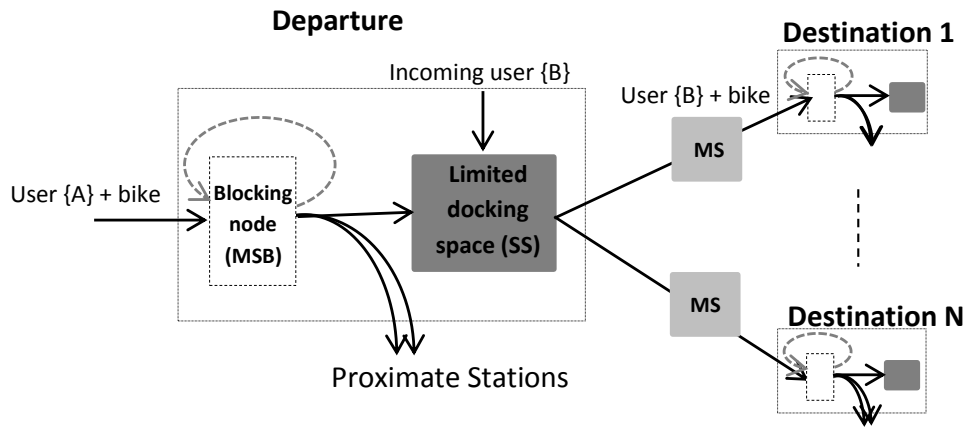 Departure
Destination 1
Incoming user {B}
User {B} + bike
MS
User {A} + bike
Blocking
node
(MSB)
Limited
docking
space (SS)
MS
Destination N
Proximate Stations